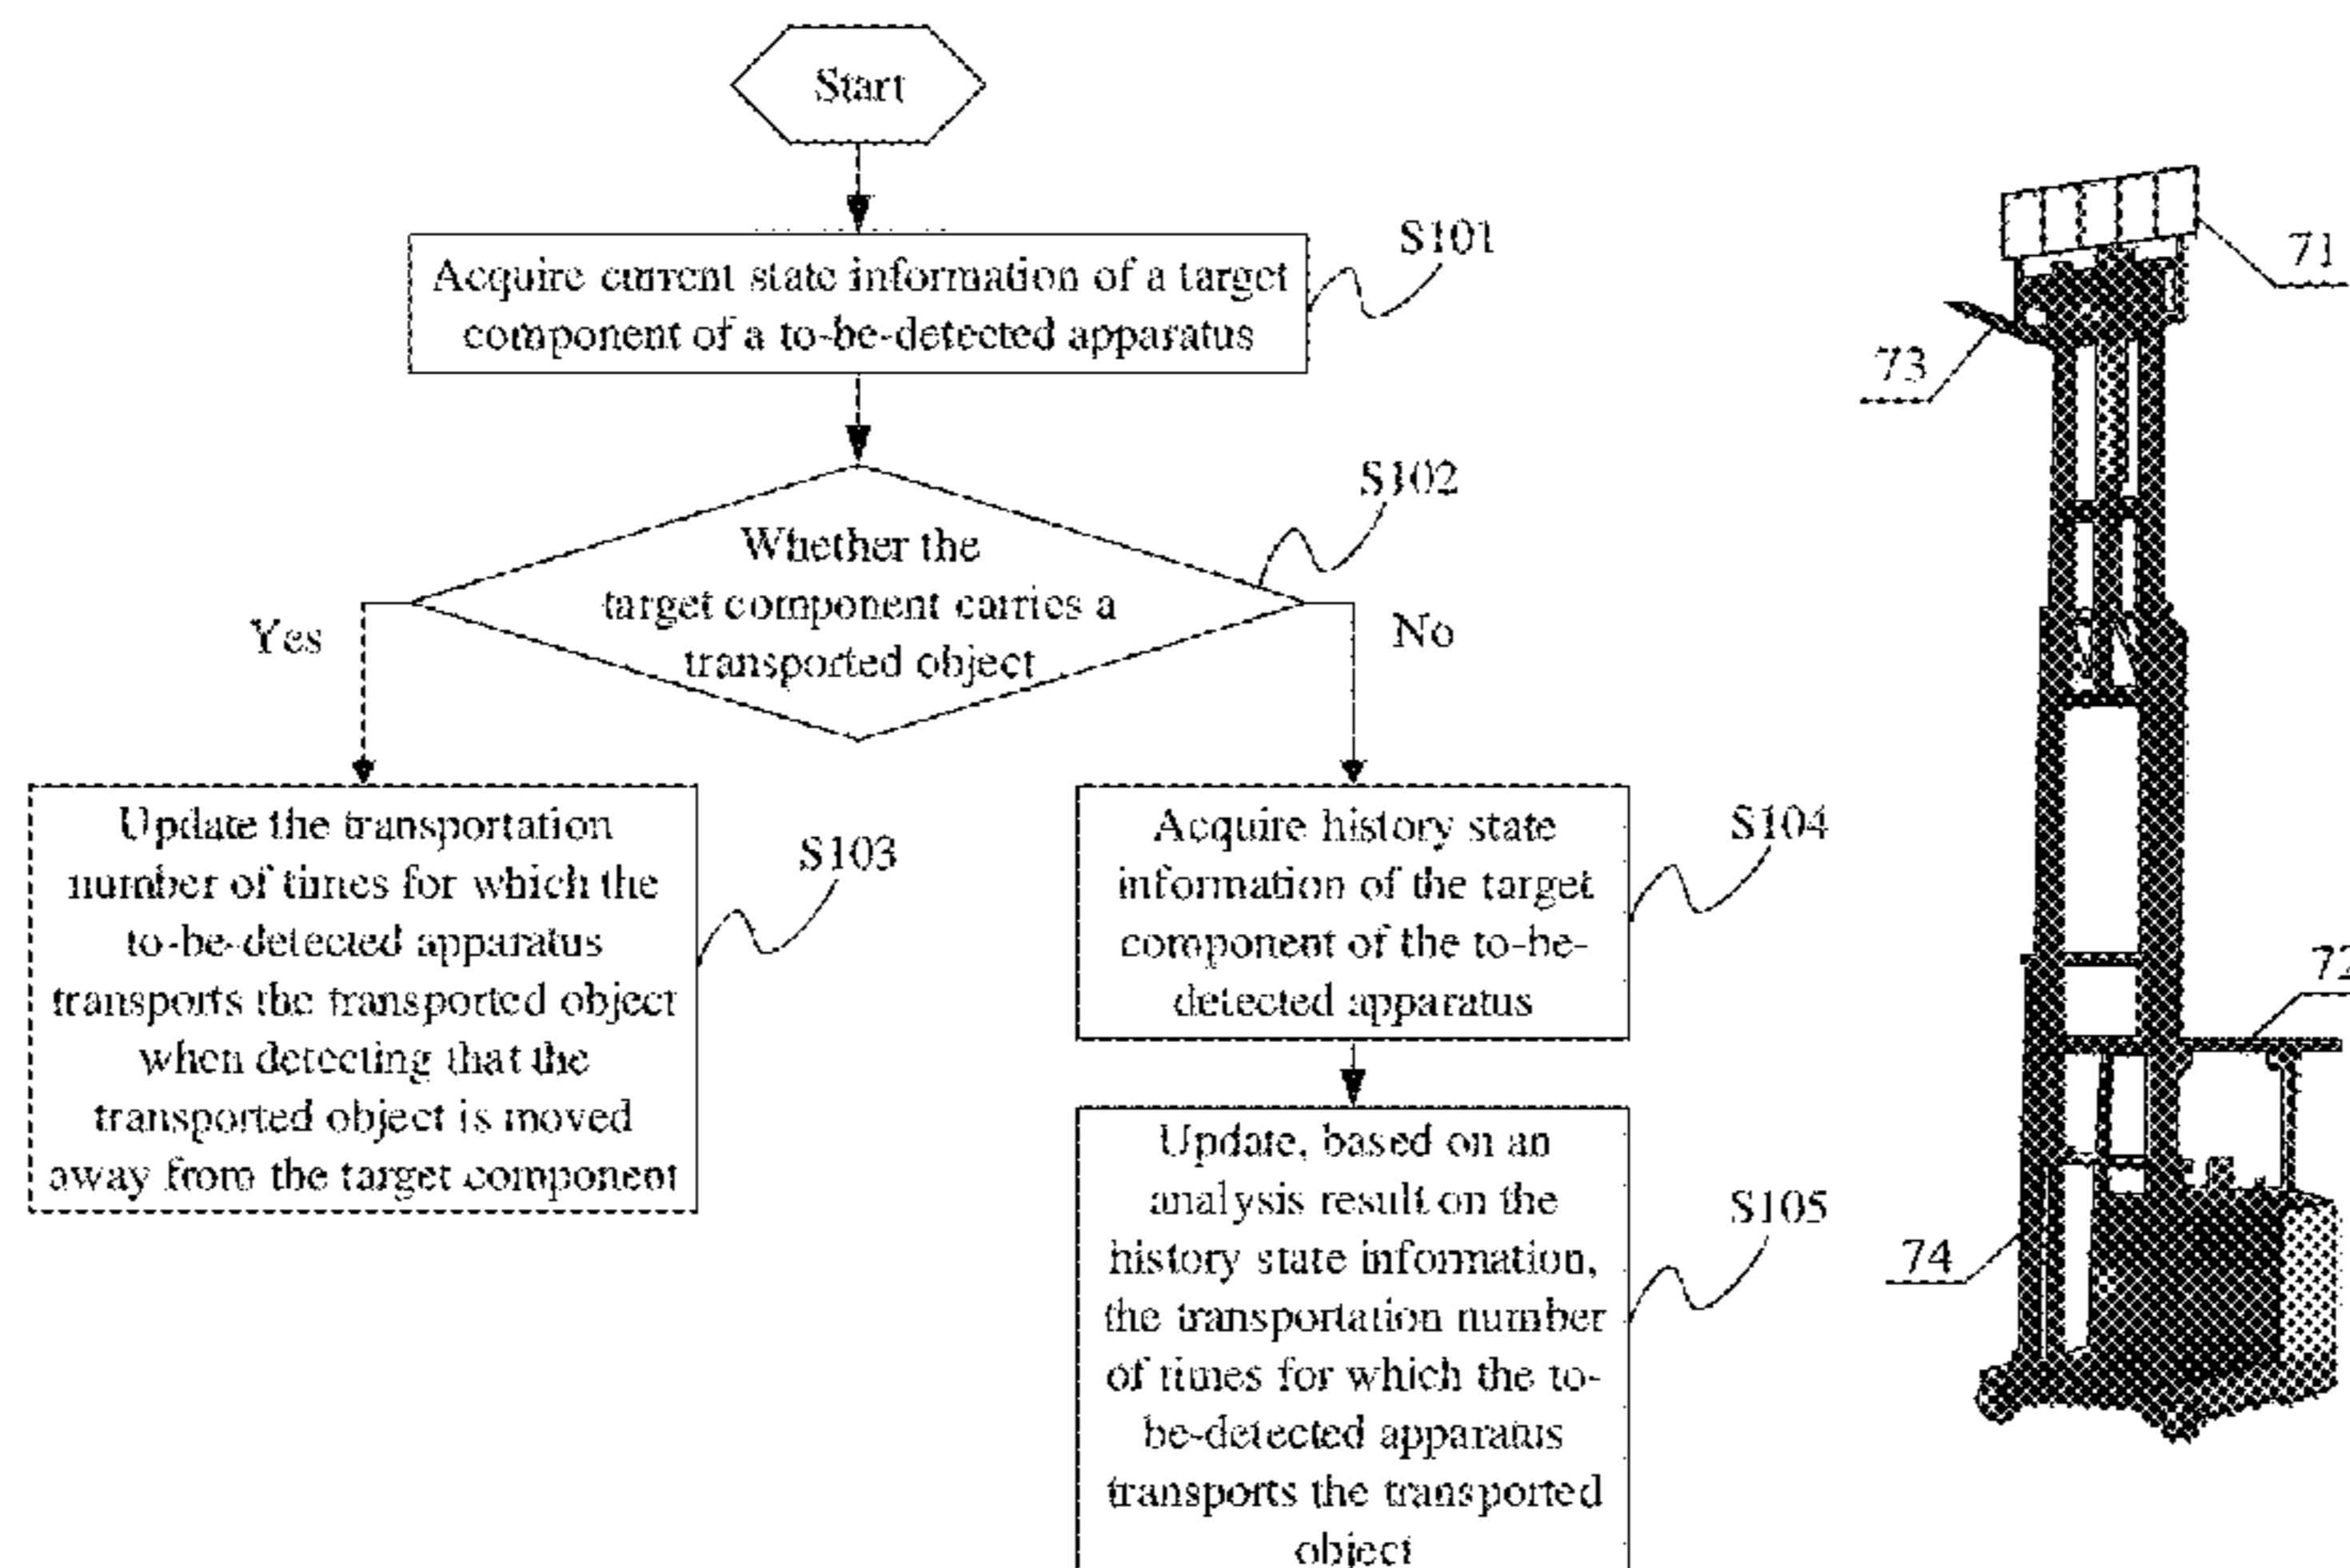 Start
Acquire current state information of a target
component of a to-be-detected apparatus
S101
Whether the
target component carries a
transported object
S102
Yes
No
Update the transportation
number of times for which the
to-be-detected apparatus
transports the transported object
when detecting that the
transported object is moved
away from the target component
S103
Acquire history state
information of the target
component of the to-be-
detected apparatus
S104
Update, based on an
analysis result on the
history state information,
the transportation number
of times for which the to-
be-detected apparatus
transports the transported
object
S105
71
73
72
74